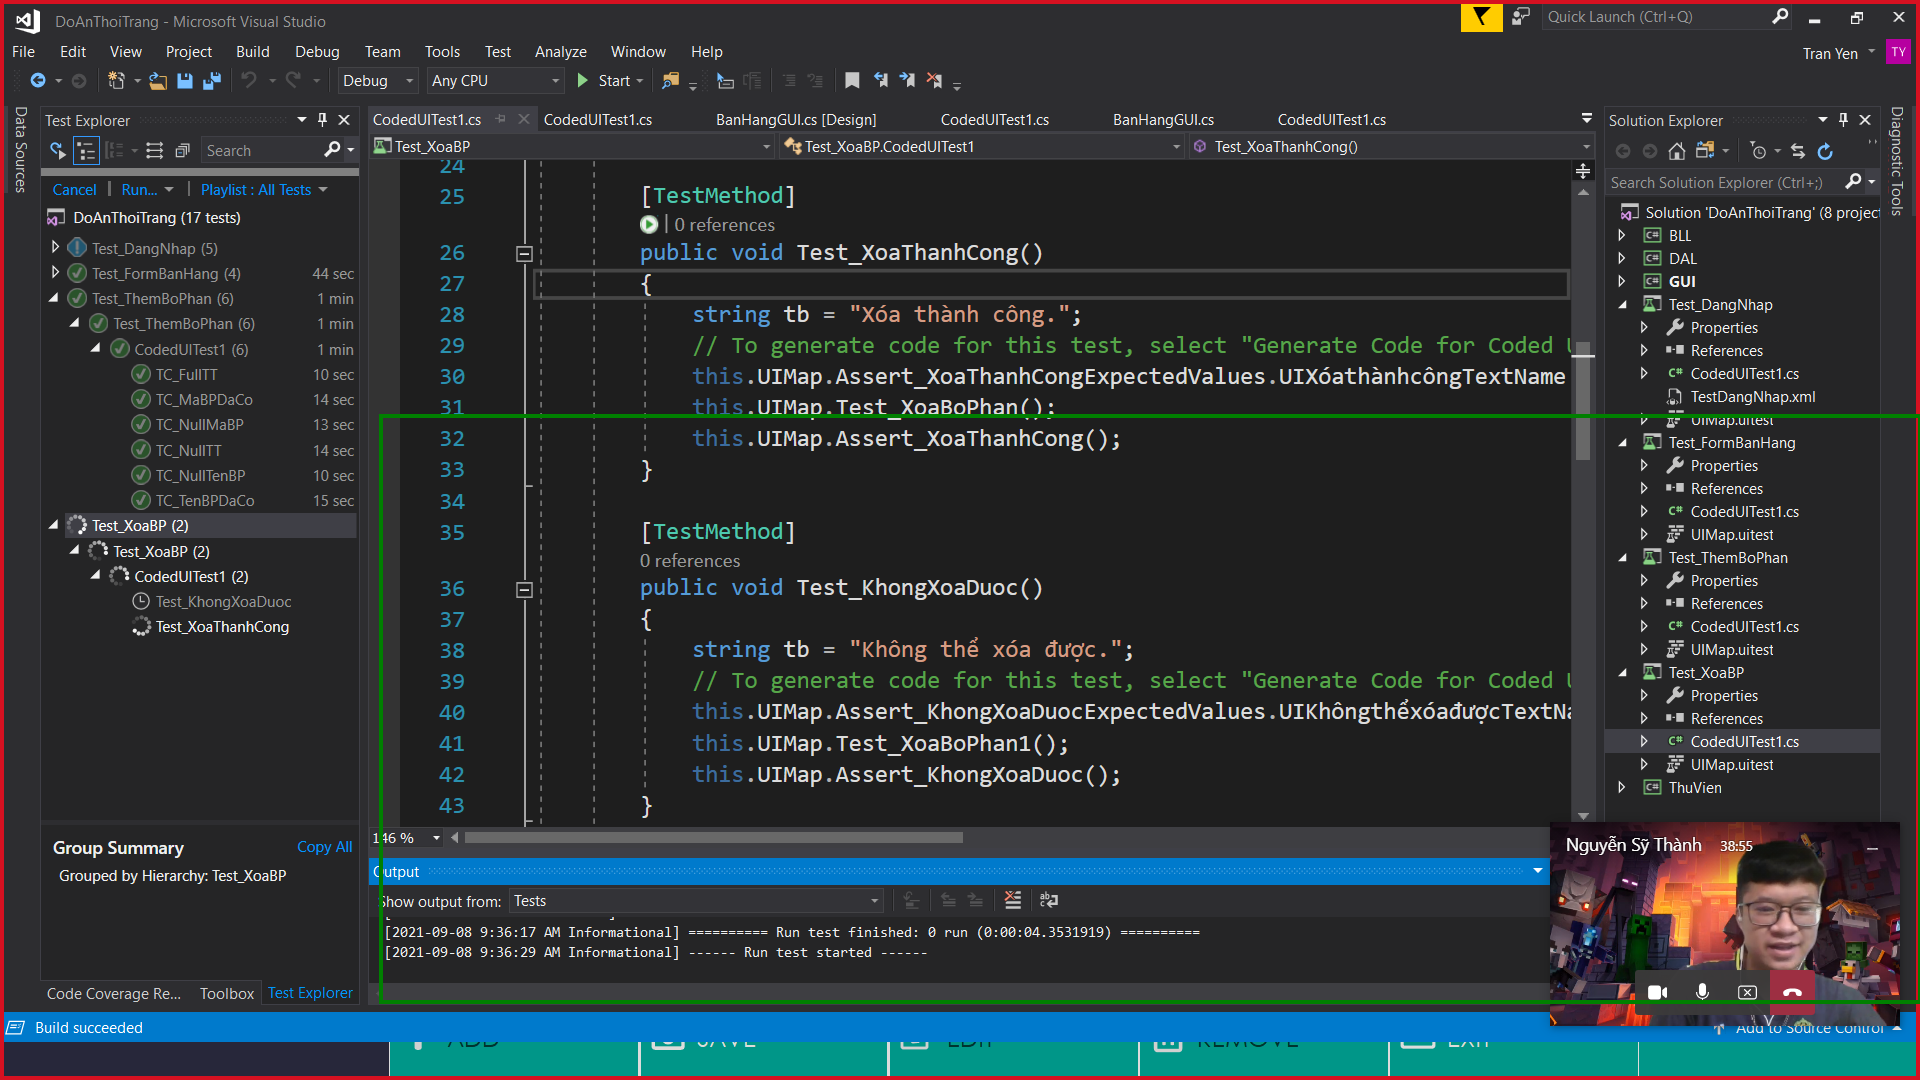 DoAnThoiTrang - Microsoft Visual Studio
Quick Launch (Ctrl+Q)
File Edit View Project Build Debug Team Tools Test Analyze Window Help
Tran Yen TY
Debug Any CPU Start
Data Sources
Test Explorer
Search
Cancel Run... Playlist : All Tests
DoAnThoiTrang (17 tests)
Test_DangNhap (5)
Test_FormBanHang (4) 44 sec
Test_ThemBoPhan (6) 1 min
Test_ThemBoPhan (6) 1 min
CodedUITest1 (6) 1 min
TC_FullTT 10 sec
TC_MaBPDaCo 14 sec
TC_NullMaBP 13 sec
TC_NullTT 14 sec
TC_NullTenBP 10 sec
TC_TenBPDaCo 15 sec
Test_XoaBP (2)
Test_XoaBP (2)
CodedUITest1 (2)
Test_KhongXoaDuoc
Test_XoaThanhCong
Group Summary Copy All
Grouped by Hierarchy: Test_XoaBP
Code Coverage Re... Toolbox Test Explorer
CodedUITest1.cs CodedUITest1.cs BanHangGUI.cs [Design] CodedUITest1.cs BanHangGUI.cs CodedUITest1.cs
Test_XoaBP Test_XoaBP.CodedUITest1 Test_XoaThanhCong()
24
25 [TestMethod]
0 references
26 public void Test_XoaThanhCong()
27 {
28 string tb = "Xóa thành công.";
29 // To generate code for this test, select "Generate Code for Coded
30 this.UIMap.Assert_XoaThanhCongExpectedValues.UIXóathànhcôngTextName
31 this.UIMap.Test_XoaBoPhan();
32 this.UIMap.Assert_XoaThanhCong();
33 }
34
35 [TestMethod]
0 references
36 public void Test_KhongXoaDuoc()
37 {
38 string tb = "Không thể xóa được.";
39 // To generate code for this test, select "Generate Code for Coded
40 this.UIMap.Assert_KhongXoaDuocExpectedValues.UIKhôngthểxóađượcTextNa
41 this.UIMap.Test_XoaBoPhan1();
42 this.UIMap.Assert_KhongXoaDuoc();
43 }
146 %
Output
Show output from: Tests
[2021-09-08 9:36:17 AM Informational] ========== Run test finished: 0 run (0:00:04.3531919) ==========
[2021-09-08 9:36:29 AM Informational] ------ Run test started ------
Solution Explorer
Search Solution Explorer (Ctrl+;)
Solution 'DoAnThoiTrang' (8 project
BLL
DAL
GUI
Test_DangNhap
Properties
References
CodedUITest1.cs
TestDangNhap.xml
UIMap.uitest
Test_FormBanHang
Properties
References
CodedUITest1.cs
UIMap.uitest
Test_ThemBoPhan
Properties
References
CodedUITest1.cs
UIMap.uitest
Test_XoaBP
Properties
References
CodedUITest1.cs
UIMap.uitest
ThuVien
Diagnostic Tools
Nguyễn Sỹ Thành 38:55
Build succeeded
Add to Source Control
ADD SAVE EDIT REMOVE EXIT